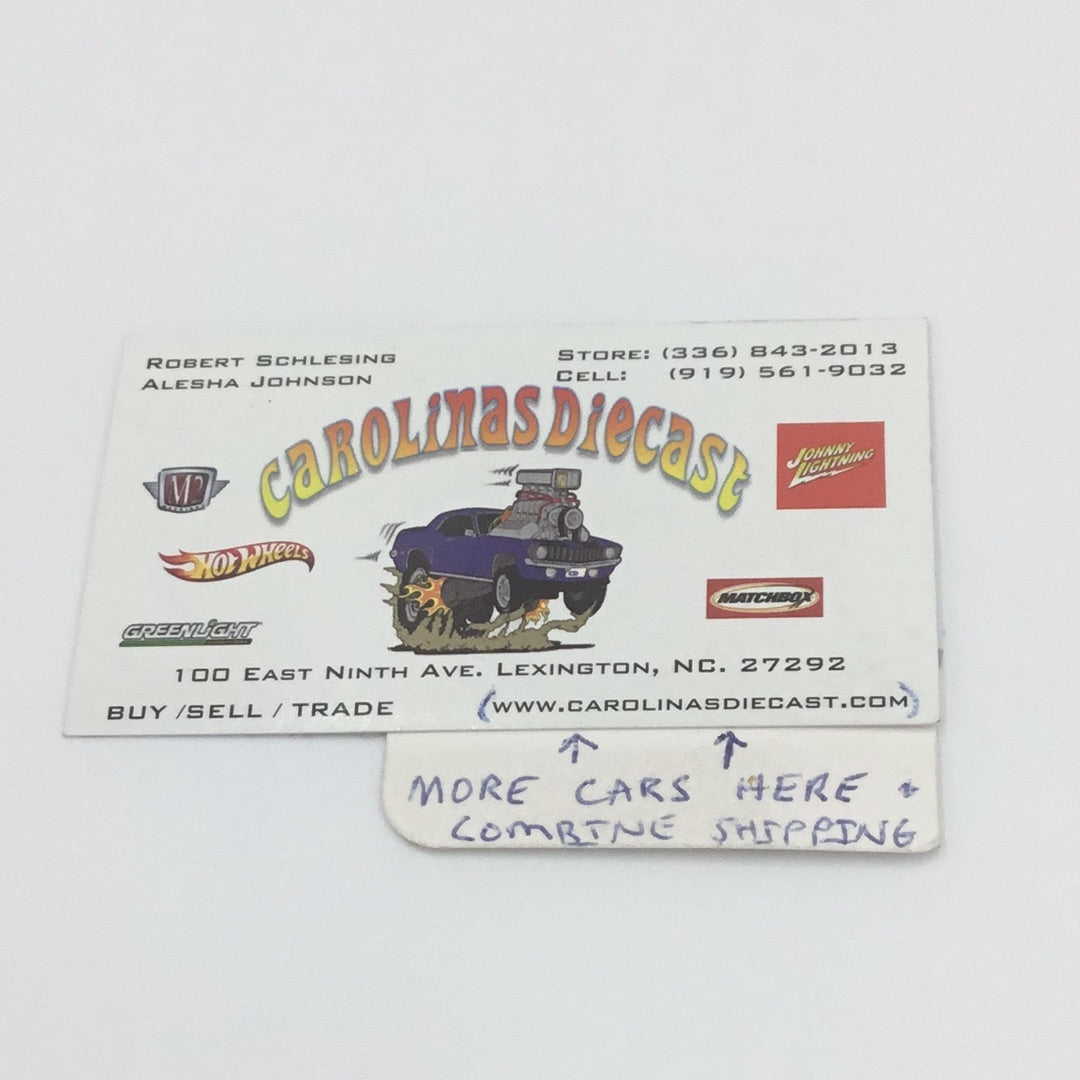 ROBERT SCHLESING
ALESHA JOHNSON
STORE: (336) 843-2013
CELL: (919) 561-9032
CAROLINAS DIECAST
M2
JOHNNY
LIGHTNING
HOT WHEELS
MATCHBOX
GREENLIGHT
100 EAST NINTH AVE. LEXINGTON, NC. 27292
BUY /SELL / TRADE
(WWW.CAROLINASDIECAST.COM)
↑ ↑
MORE CARS HERE +
COMBINE SHIPPING